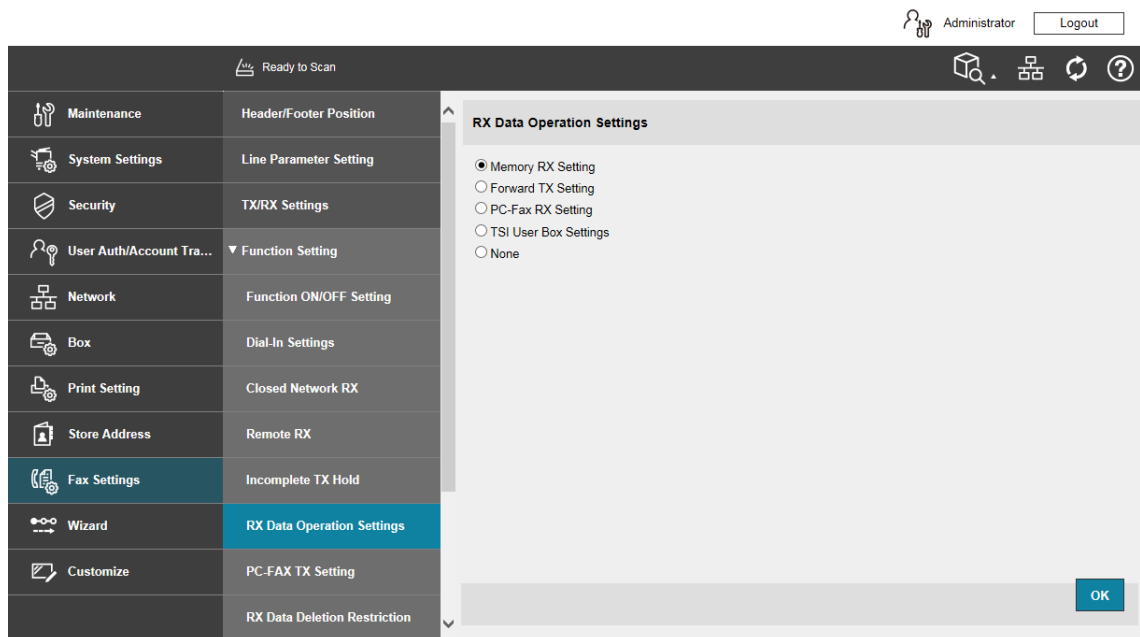 Administrator
Logout
Ready to Scan
Maintenance
System Settings
Security
User Auth/Account Tra...
Network
Box
Print Setting
Store Address
Fax Settings
Wizard
Customize
Header/Footer Position
Line Parameter Setting
TX/RX Settings
▼ Function Setting
Function ON/OFF Setting
Dial-In Settings
Closed Network RX
Remote RX
Incomplete TX Hold
RX Data Operation Settings
PC-FAX TX Setting
RX Data Deletion Restriction
RX Data Operation Settings
Memory RX Setting
Forward TX Setting
PC-Fax RX Setting
TSI User Box Settings
None
OK